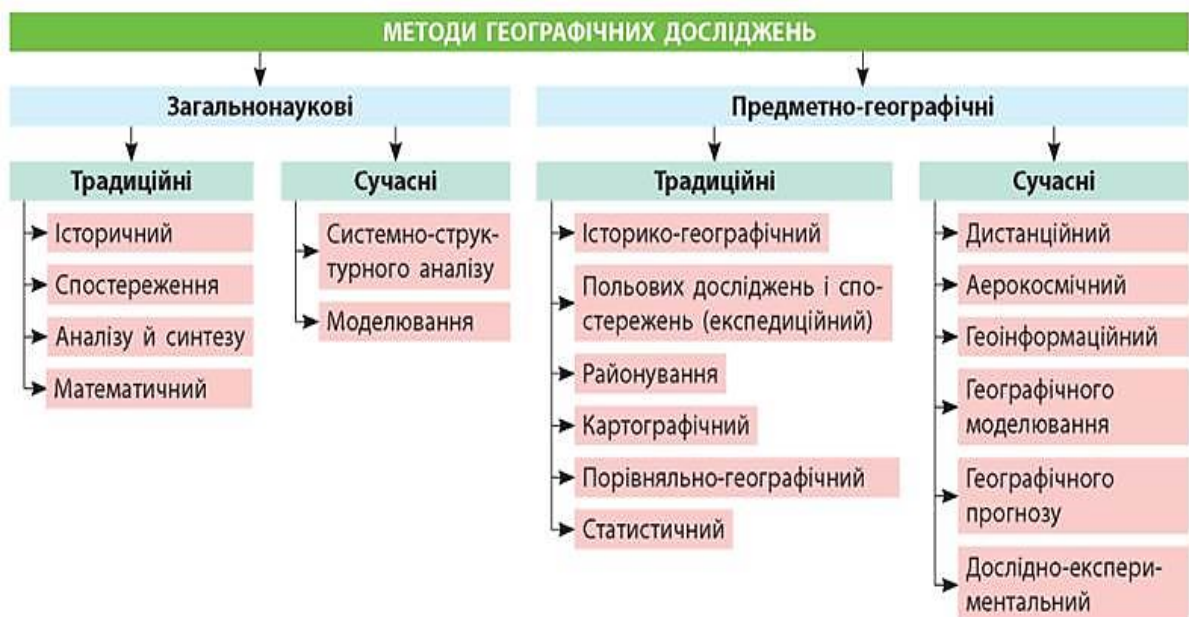 МЕТОДИ ГЕОГРАФІЧНИХ ДОСЛІДЖЕНЬ
Загальнонаукові
Традиційні
Історичний
Спостереження
Аналізу й синтезу
Математичний
Сучасні
Системно-струк-
турного аналізу
Моделювання
Предметно-географічні
Традиційні
Історико-географічний
Польових досліджень і спо-
стережень (експедиційний)
Районування
Картографічний
Порівняльно-географічний
Статистичний
Сучасні
Дистанційний
Аерокосмічний
Геоінформаційний
Географічного
моделювання
Географічного
прогнозу
Дослідно-експери-
ментальний